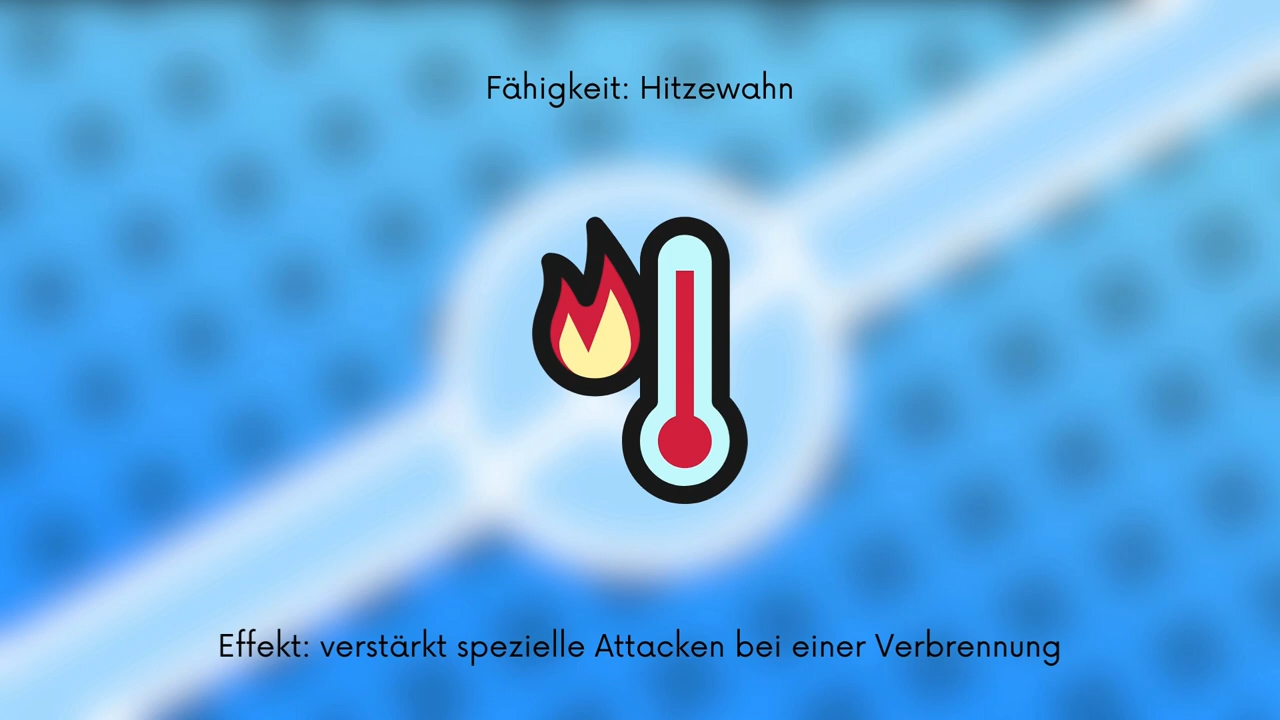 Fähigkeit: Hitzewahn
Effekt: verstärkt spezielle Attacken bei einer Verbrennung